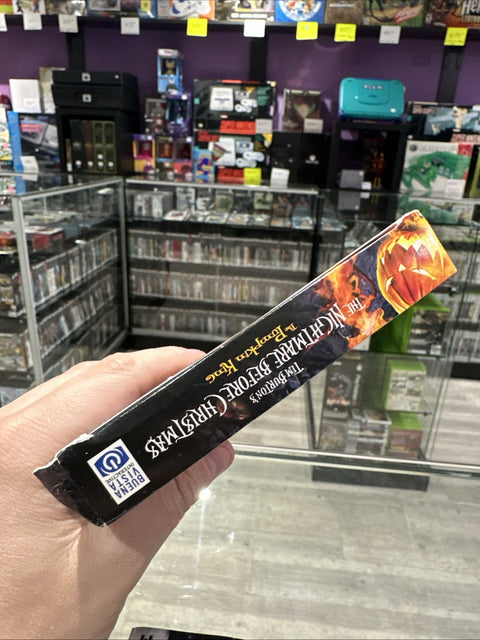 TIM BURTON'S
THE NIGHTMARE BEFORE CHRISTMAS
The Pumpkin King
BUENA
VISTA
INTERACTIVE